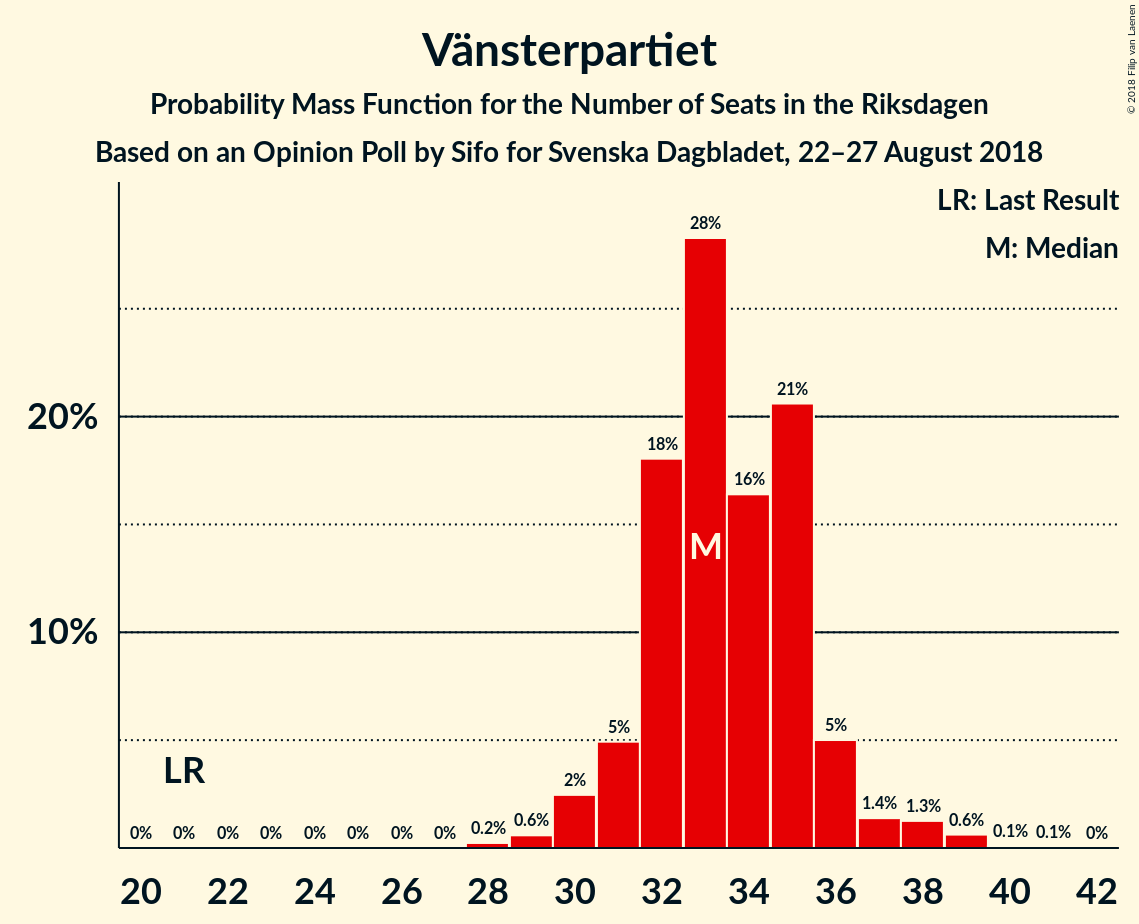 Vänsterpartiet
Probability Mass Function for the Number of Seats in the Riksdagen
Based on an Opinion Poll by Sifo for Svenska Dagbladet, 22–27 August 2018
© 2018 Filip van Laenen
LR: Last Result
M: Median
20%
10%
0% 0% 0% 0% 0% 0% 0% 0% 0.2% 0.6% 2% 5% 18% 28% 16% 21% 5% 1.4% 1.3% 0.6% 0.1% 0.1% 0%
M
LR
20 22 24 26 28 30 32 34 36 38 40 42